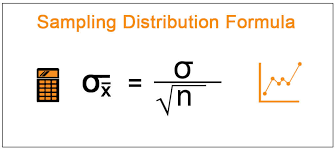 Sampling Distribution Formula
σx̅ = σ/√n